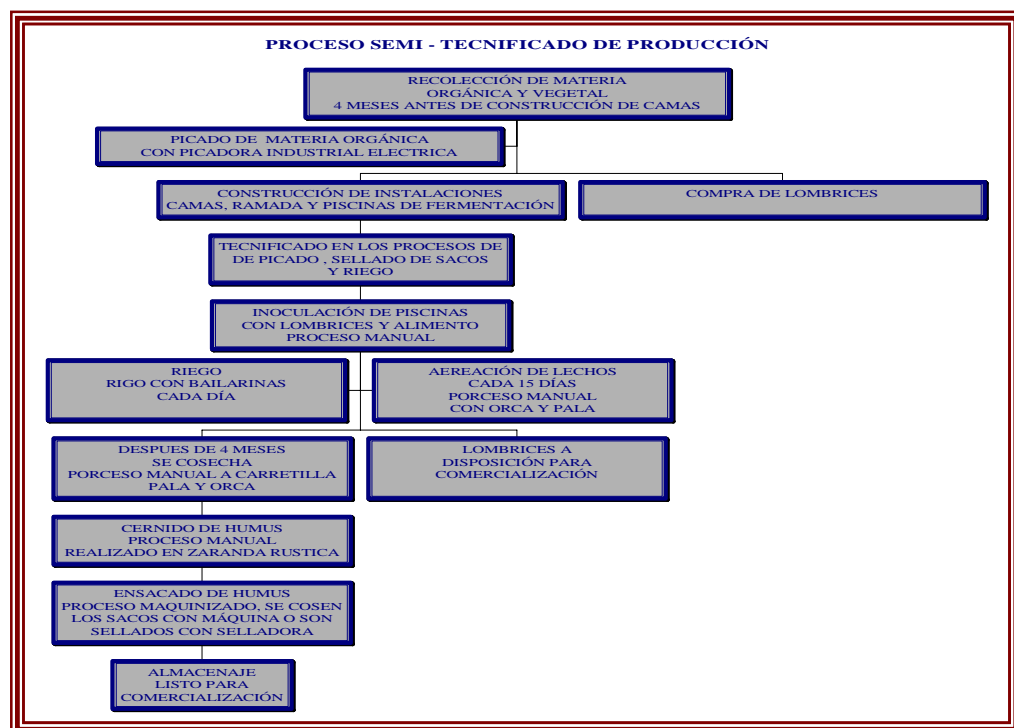 PROCESO SEMI - TECNIFICADO DE PRODUCCIÓN
RECOLECCIÓN DE MATERIA
ORGÁNICA Y VEGETAL
4 MESES ANTES DE CONSTRUCCIÓN DE CAMAS
PICADO DE MATERIA ORGÁNICA
CON PICADORA INDUSTRIAL ELECTRICA
CONSTRUCCIÓN DE INSTALACIONES
CAMAS, RAMADA Y PISCINAS DE FERMENTACIÓN
COMPRA DE LOMBRICES
TECNIFICADO EN LOS PROCESOS DE
DE PICADO , SELLADO DE SACOS
Y RIEGO
INOCULACIÓN DE PISCINAS
CON LOMBRICES Y ALIMENTO
PROCESO MANUAL
RIEGO
RIGO CON BAILARINAS
CADA DÍA
AEREACIÓN DE LECHOS
CADA 15 DÍAS
PORCESO MANUAL
CON ORCA Y PALA
DESPUES DE 4 MESES
SE COSECHA
PORCESO MANUAL A CARRETILLA
PALA Y ORCA
LOMBRICES A
DISPOSICIÓN PARA
COMERCIALIZACIÓN
CERNIDO DE HUMUS
PROCESO MANUAL
REALIZADO EN ZARANDA RUSTICA
ENSACADO DE HUMUS
PROCESO MAQUINIZADO, SE COSEN
LOS SACOS CON MÁQUINA O SON
SELLADOS CON SELLADORA
ALMACENAJE
LISTO PARA
COMERCIALIZACIÓN